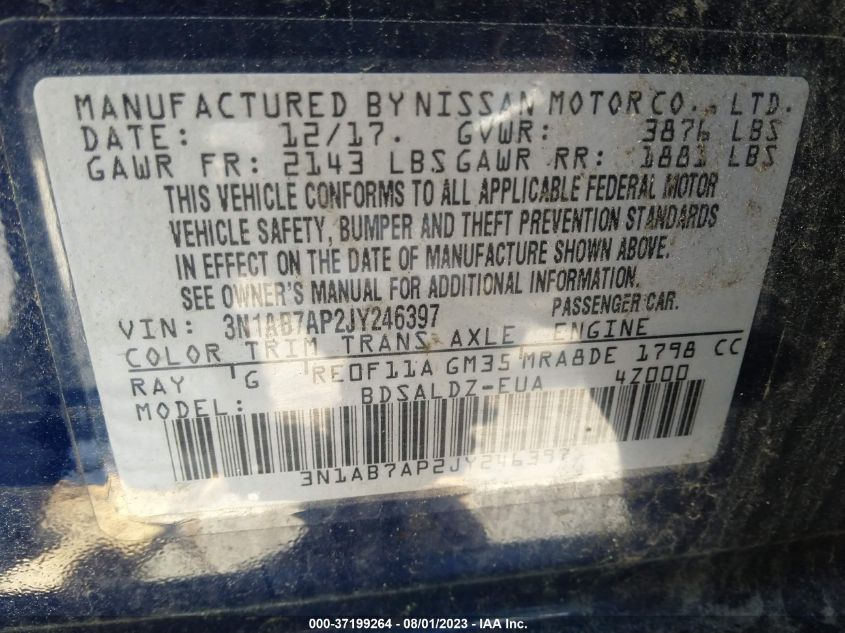 MANUFACTURED BY NISSAN MOTOR CO., LTD.
DATE: 12/17. GVWR: 3876 LBS
GAWR FR: 2143 LBS GAWR RR: 1881 LBS
THIS VEHICLE CONFORMS TO ALL APPLICABLE FEDERAL MOTOR
VEHICLE SAFETY, BUMPER AND THEFT PREVENTION STANDARDS
IN EFFECT ON THE DATE OF MANUFACTURE SHOWN ABOVE.
SEE OWNER'S MANUAL FOR ADDITIONAL INFORMATION.
VIN: 3N1AB7AP2JY246397 PASSENGER CAR.
COLOR TRIM TRANS AXLE ENGINE
RAY G RE0F11A GM35 MRA8DE 1798 CC
MODEL: BDSALDZ-EUA 4Z000
3N1AB7AP2JY246397
000-37199264 - 08/01/2023 - IAA Inc.